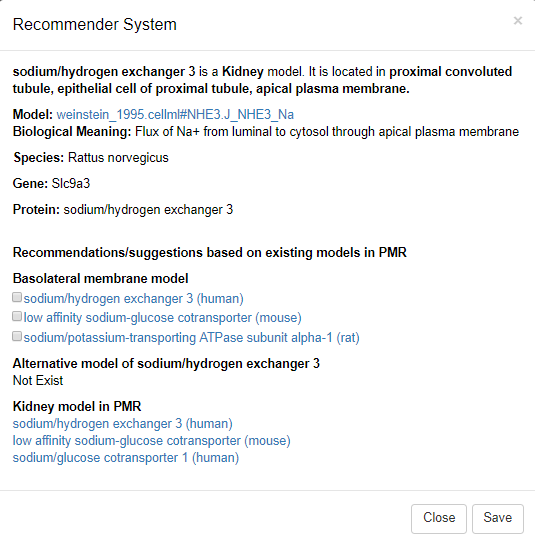 Recommender System
×
sodium/hydrogen exchanger 3 is a Kidney model. It is located in proximal convoluted
tubule, epithelial cell of proximal tubule, apical plasma membrane.
Model: weinstein_1995.cellml#NHE3.J_NHE3_Na
Biological Meaning: Flux of Na+ from luminal to cytosol through apical plasma membrane
Species: Rattus norvegicus
Gene: Slc9a3
Protein: sodium/hydrogen exchanger 3
Recommendations/suggestions based on existing models in PMR
Basolateral membrane model
sodium/hydrogen exchanger 3 (human)
low affinity sodium-glucose cotransporter (mouse)
sodium/potassium-transporting ATPase subunit alpha-1 (rat)
Alternative model of sodium/hydrogen exchanger 3
Not Exist
Kidney model in PMR
sodium/hydrogen exchanger 3 (human)
low affinity sodium-glucose cotransporter (mouse)
sodium/glucose cotransporter 1 (human)
Close Save